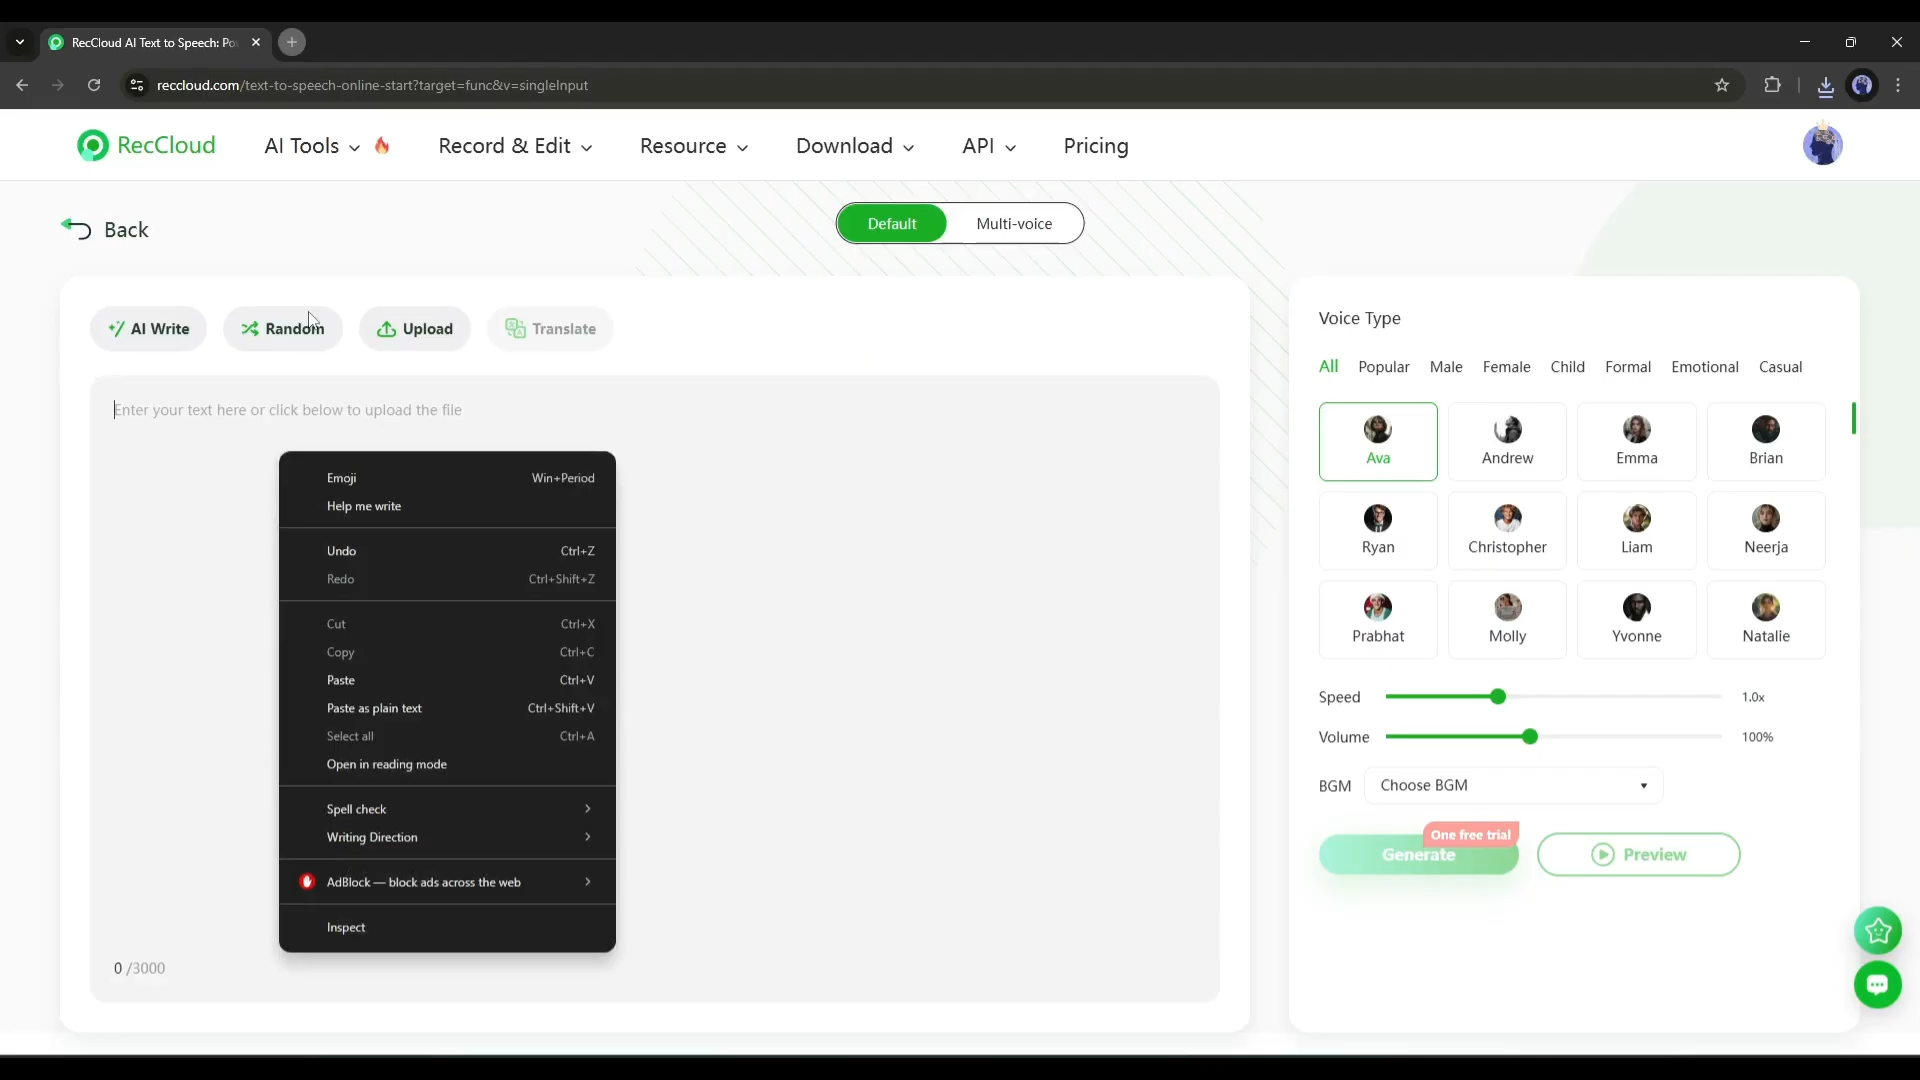 RecCloud AI Text to Speech: Po
reccloud.com/text-to-speech-online-start?target=func&v=singleInput
RecCloud
AI Tools
Record & Edit
Resource
Download
API
Pricing
Back
Default
Multi-voice
AI Write
Random
Upload
Translate
Enter your text here or click below to upload the file
Emoji Win+Period
Help me write
Undo Ctrl+Z
Redo Ctrl+Shift+Z
Cut Ctrl+X
Copy Ctrl+C
Paste Ctrl+V
Paste as plain text Ctrl+Shift+V
Select all Ctrl+A
Open in reading mode
Spell check
Writing Direction
AdBlock — block ads across the web
Inspect
0 /3000
Voice Type
All Popular Male Female Child Formal Emotional Casual
Ava Andrew Emma Brian
Ryan Christopher Liam Neerja
Prabhat Molly Yvonne Natalie
Speed 1.0x
Volume 100%
BGM Choose BGM
One free trial
Generate
Preview